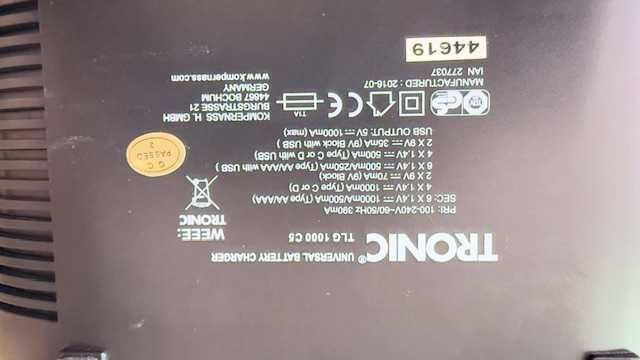 TRONIC®
UNIVERSAL BATTERY CHARGER
TLG 1000 C5
PRI: 100-240V~60/50Hz 390mA
SEC: 6 X 1.4V ⎓ 1000mA/500mA (Type AA/AAA)
4 X 1.4V ⎓ 1000mA (Type C or D)
2 X 9V ⎓ 70mA (9V Block)
6 X 1.4V ⎓ 500mA/250mA (Type AA/AAA with USB )
4 X 1.4V ⎓ 500mA (Type C or D with USB)
2 X 9V ⎓ 35mA (9V Block with USB )
USB OUTPUT: 5V ⎓ 1000mA (max)
WEEE:
TRONIC
Q C
PASSED
2
GS
CE
T1A
MANUFACTURED : 2016-07
IAN 277037
44619
KOMPERNASS H. GMBH
BURGSTRASSE 21
44867 BOCHUM
GERMANY
www.kompernass.com